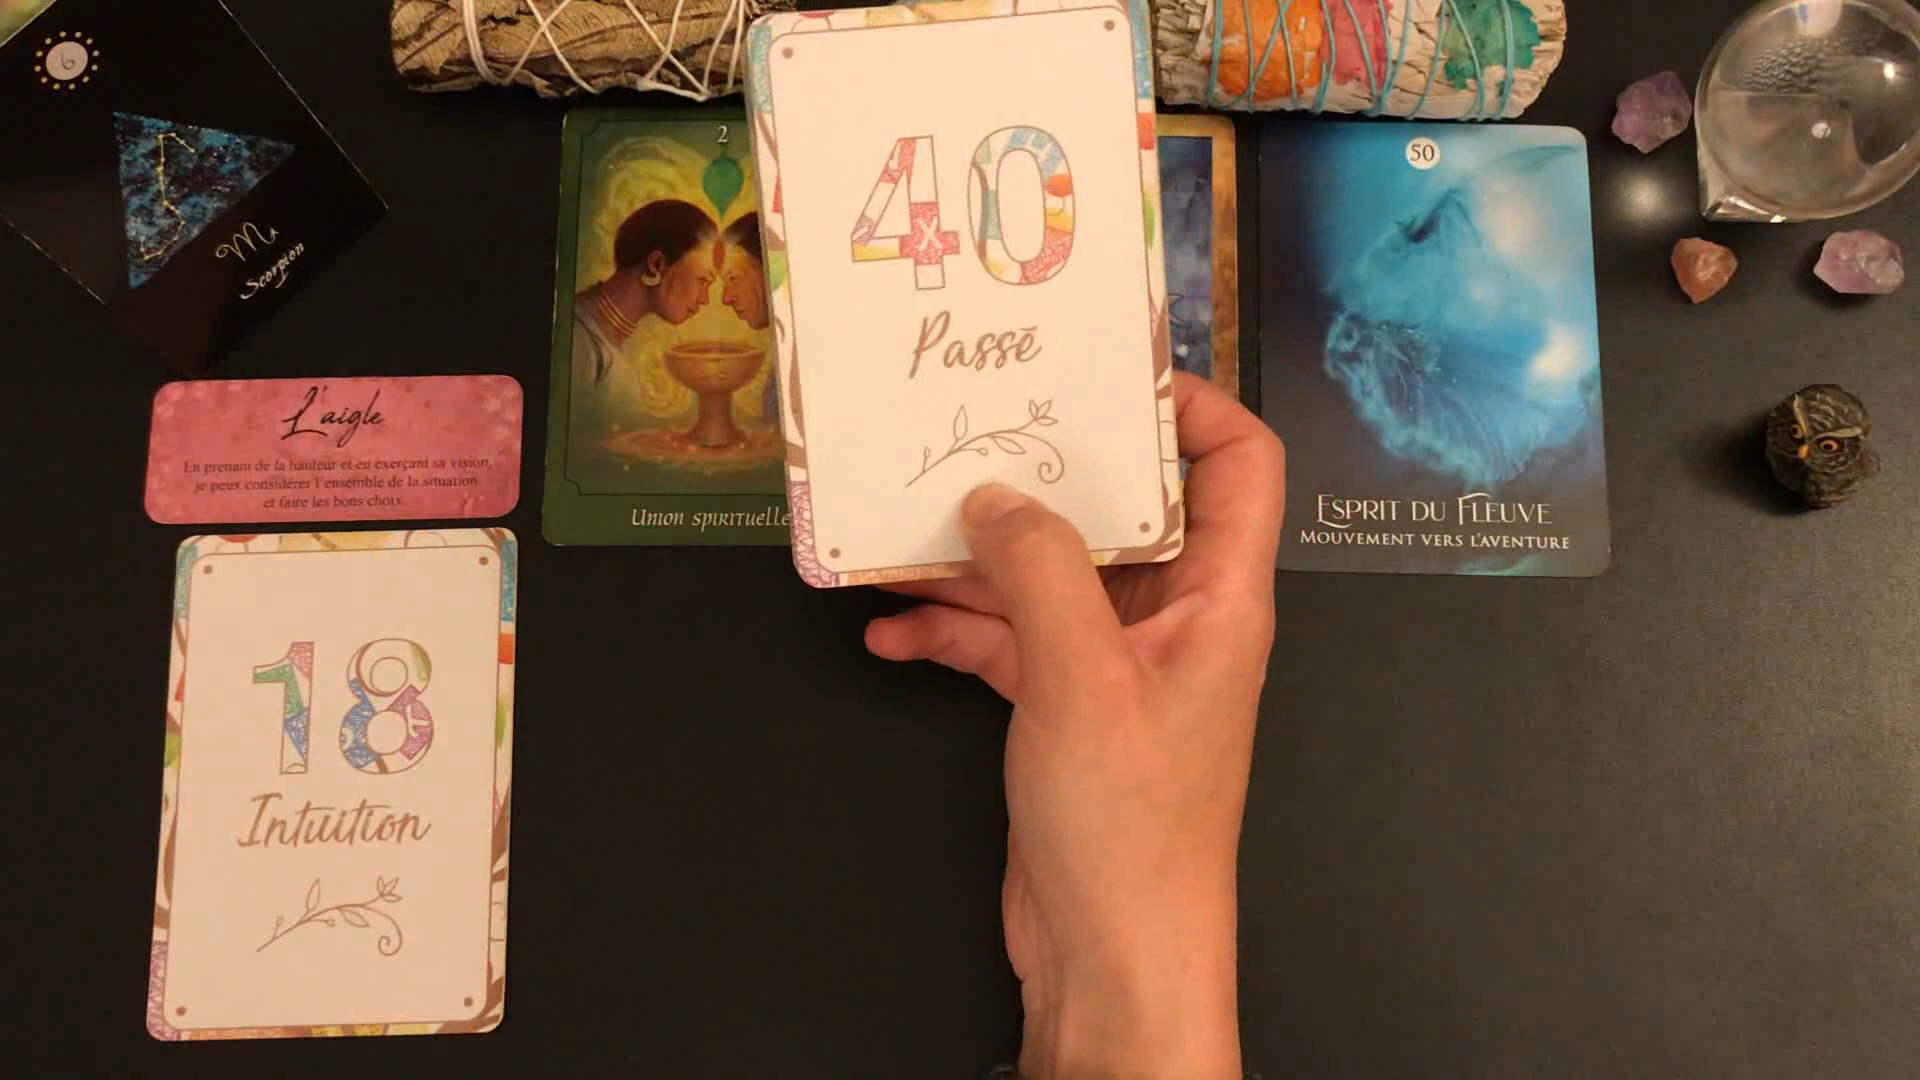 6
♏
Scorpion
L'aigle
En prenant de la hauteur et en exerçant sa vision,
je peux considérer l'ensemble de la situation
et faire les bons choix.
18
Intuition
2
Union spirituelle
40
Passé
50
Esprit du Fleuve
Mouvement vers l'aventure